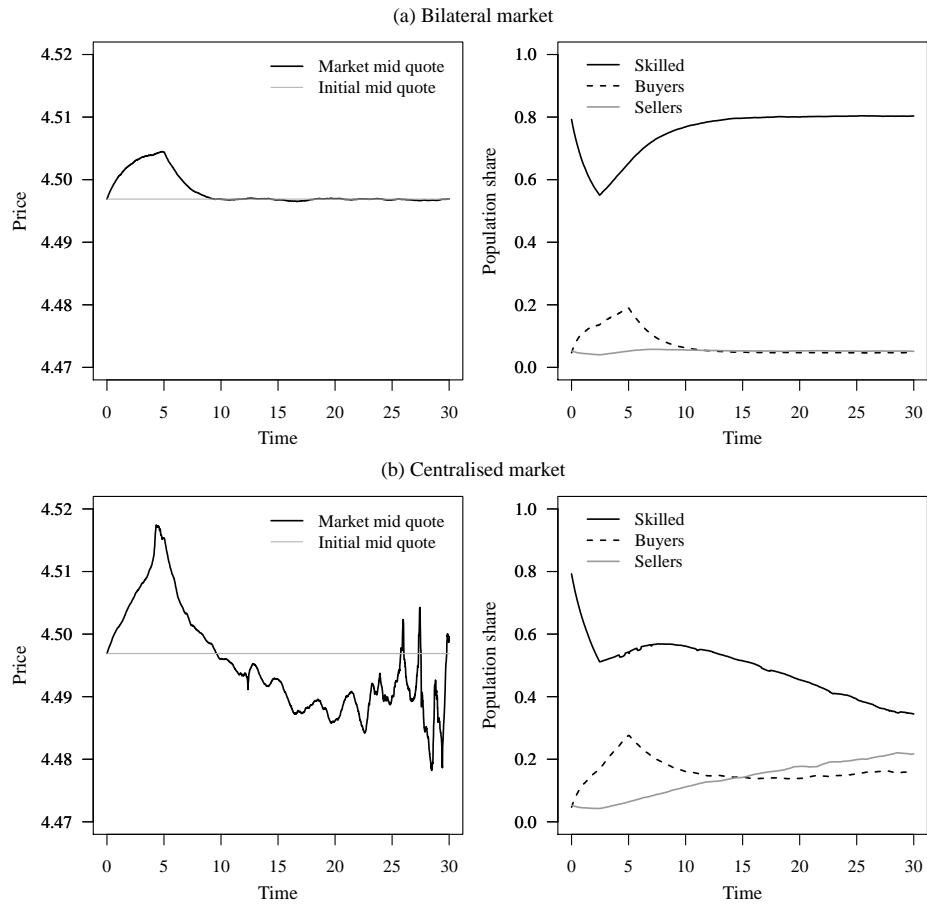 (a) Bilateral market
4.52
4.51
4.50
4.49
4.48
4.47
Price
Market mid quote
Initial mid quote
0 5 10 15 20 25 30
Time
1.0
0.8
0.6
0.4
0.2
0.0
Population share
Skilled
Buyers
Sellers
0 5 10 15 20 25 30
Time
(b) Centralised market
4.52
4.51
4.50
4.49
4.48
4.47
Price
Market mid quote
Initial mid quote
0 5 10 15 20 25 30
Time
1.0
0.8
0.6
0.4
0.2
0.0
Population share
Skilled
Buyers
Sellers
0 5 10 15 20 25 30
Time